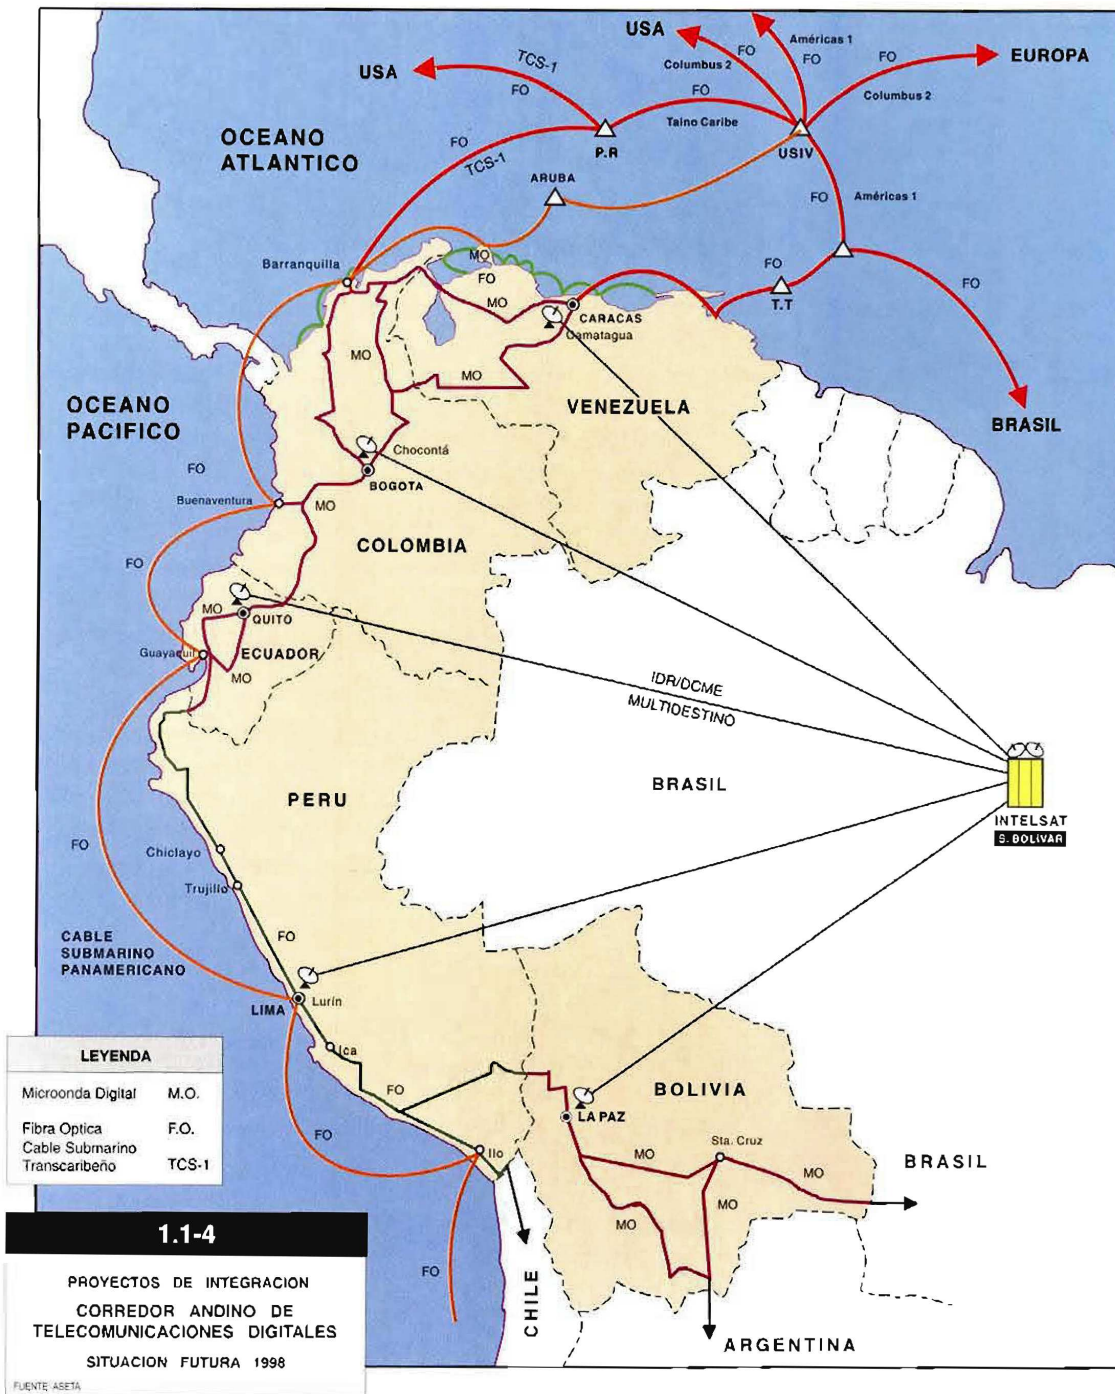 USA
Américas 1
FO
FO
FO
EUROPA
Columbus 2
Columbus 2
USA
TCS-1
FO
FO
Taino Caribe
OCEANO
ATLANTICO
FO
TCS-1
P.R
USIV
ARUBA
FO
Américas 1
Barranquilla
MO
FO
MO
FO
T.T
FO
CARACAS
Camatagua
MO
MO
OCEANO
PACIFICO
VENEZUELA
BRASIL
Chocontá
BOGOTA
FO
Buenaventura
MO
COLOMBIA
FO
MO
QUITO
Guayaquil
ECUADOR
MO
IDR/DCME
MULTIDESTINO
BRASIL
PERU
INTELSAT
S. BOLIVAR
FO
Chiclayo
Trujillo
FO
CABLE
SUBMARINO
PANAMERICANO
LIMA
Lurín
Ica
LEYENDA
Microonda Digital M.O.
Fibra Optica F.O.
Cable Submarino
Transcaribeño TCS-1
FO
FO
BOLIVIA
LA PAZ
Ilo
MO
Sta. Cruz
MO
BRASIL
MO
MO
FO
CHILE
ARGENTINA
1.1-4
PROYECTOS DE INTEGRACION
CORREDOR ANDINO DE
TELECOMUNICACIONES DIGITALES
SITUACION FUTURA 1998
FUENTE: ASETA